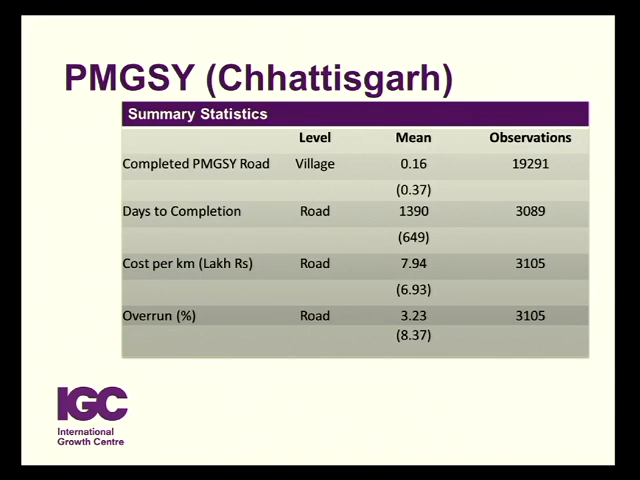 PMGSY (Chhattisgarh)
Summary Statistics
Level Mean Observations
Completed PMGSY Road Village 0.16 19291
(0.37)
Days to Completion Road 1390 3089
(649)
Cost per km (Lakh Rs) Road 7.94 3105
(6.93)
Overrun (%) Road 3.23 3105
(8.37)
IGC
International
Growth Centre